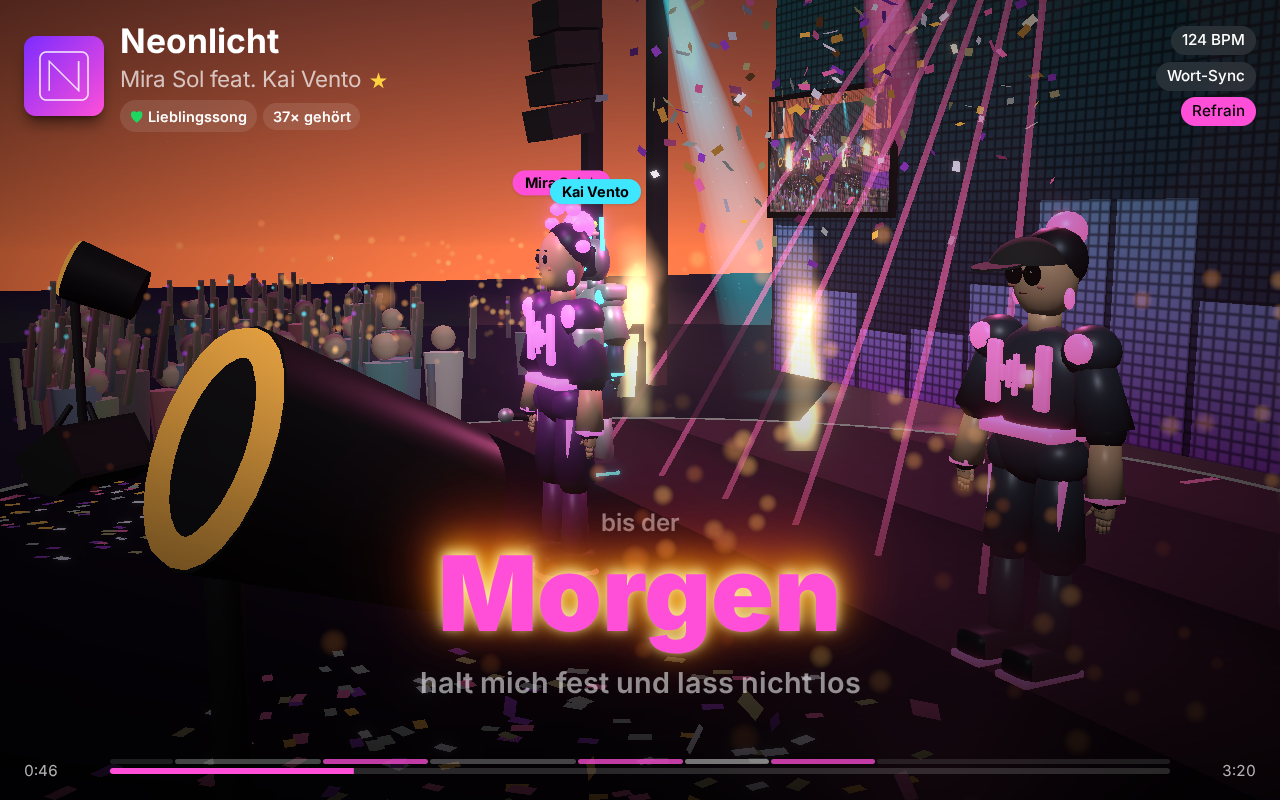 Neonlicht
Mira Sol feat. Kai Vento
Lieblingssong
37× gehört
124 BPM
Wort-Sync
Refrain
Kai Vento
bis der
Morgen
halt mich fest und lass nicht los
0:46
3:20